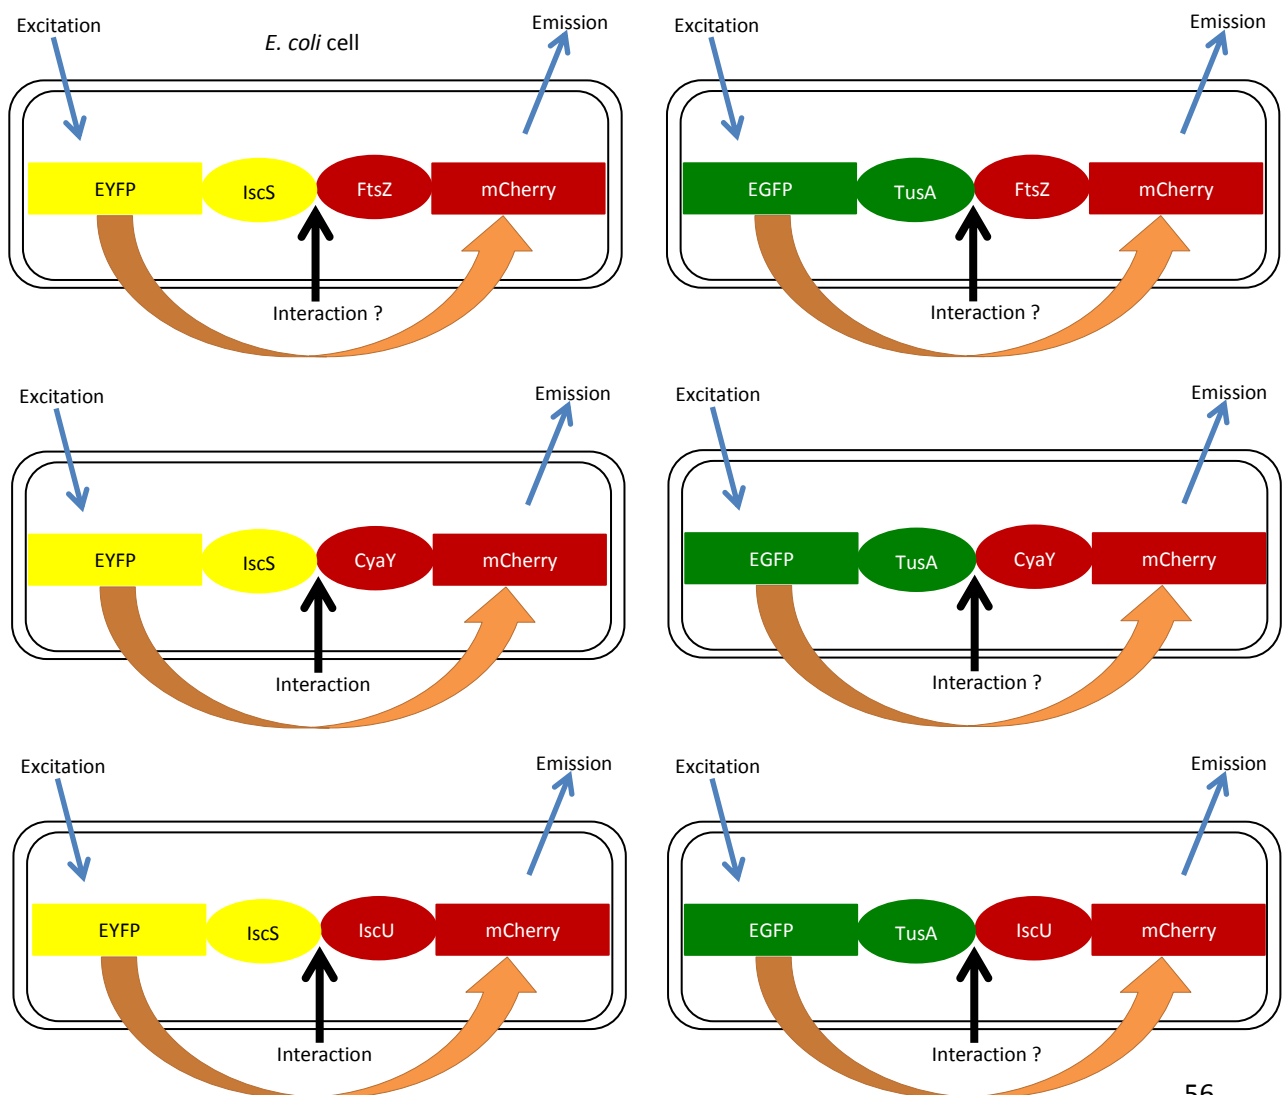 Excitation
E. coli cell
Emission
EYFP
IscS
FtsZ
mCherry
Interaction ?
Excitation
Emission
EGFP
TusA
FtsZ
mCherry
Interaction ?
Excitation
Emission
EYFP
IscS
CyaY
mCherry
Interaction
Excitation
Emission
EGFP
TusA
CyaY
mCherry
Interaction ?
Excitation
Emission
EYFP
IscS
IscU
mCherry
Interaction
Excitation
Emission
EGFP
TusA
IscU
mCherry
Interaction ?
56